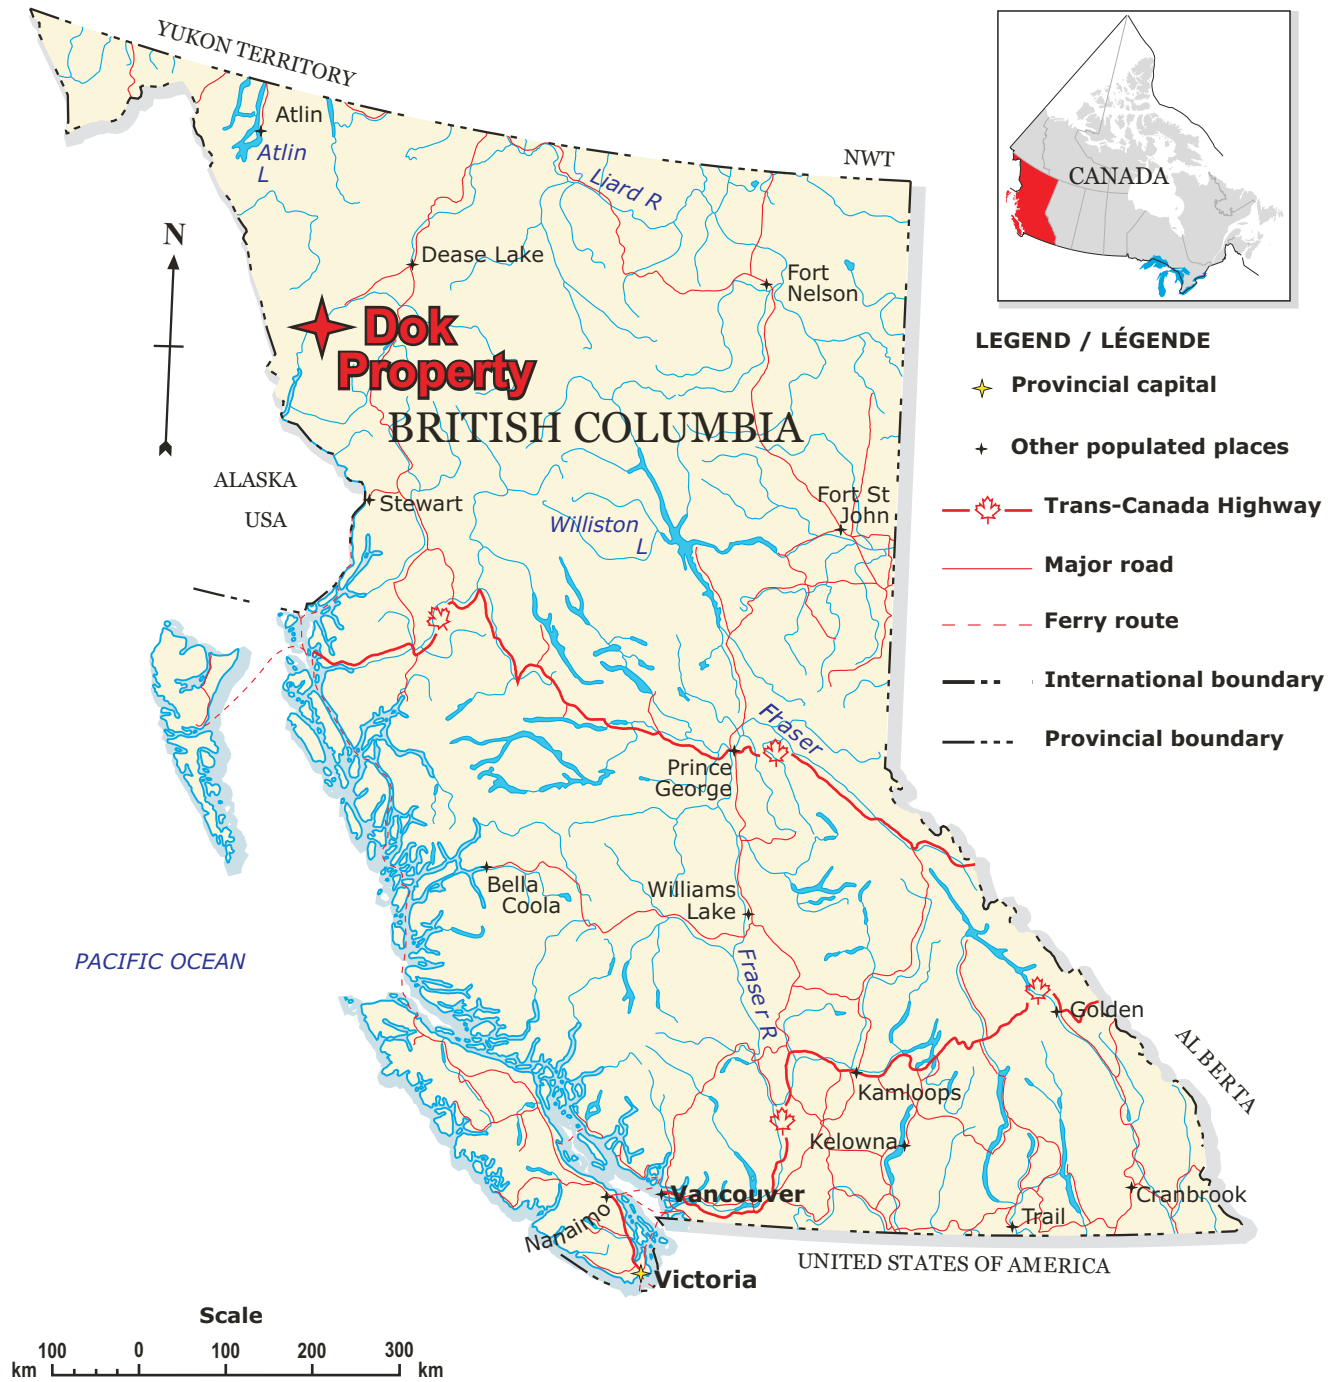 YUKON TERRITORY
Atlin
Atlin
L
NWT
CANADA
Liard R
N
Dease Lake
Fort
Nelson
Dok
Property
LEGEND / LÉGENDE
Provincial capital
BRITISH COLUMBIA
Other populated places
ALASKA
USA
Stewart
Fort St
John
Williston
L
Trans-Canada Highway
Major road
Ferry route
International boundary
Fraser
Provincial boundary
Prince
George
Bella
Coola
Williams
Lake
PACIFIC OCEAN
Fraser R
Golden
ALBERTA
Kamloops
Kelowna
Vancouver
Cranbrook
Nanaimo
Trail
UNITED STATES OF AMERICA
Victoria
Scale
100 0 100 200 300
km km